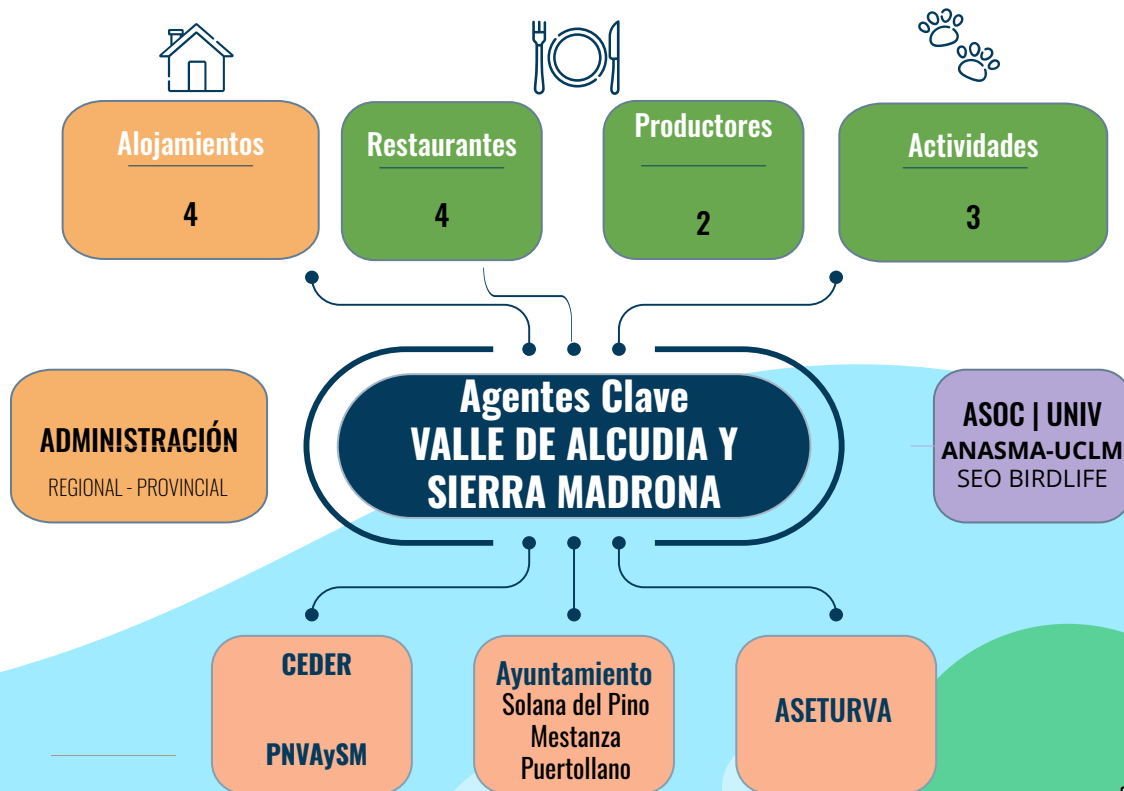 Alojamientos
4
Restaurantes
4
Productores
2
Actividades
3
Agentes Clave
VALLE DE ALCUDIA Y
SIERRA MADRONA
ADMINISTRACIÓN
REGIONAL - PROVINCIAL
ASOC | UNIV
ANASMA-UCLM
SEO BIRDLIFE
CEDER
PNVAySM
Ayuntamiento
Solana del Pino
Mestanza
Puertollano
ASETURVA